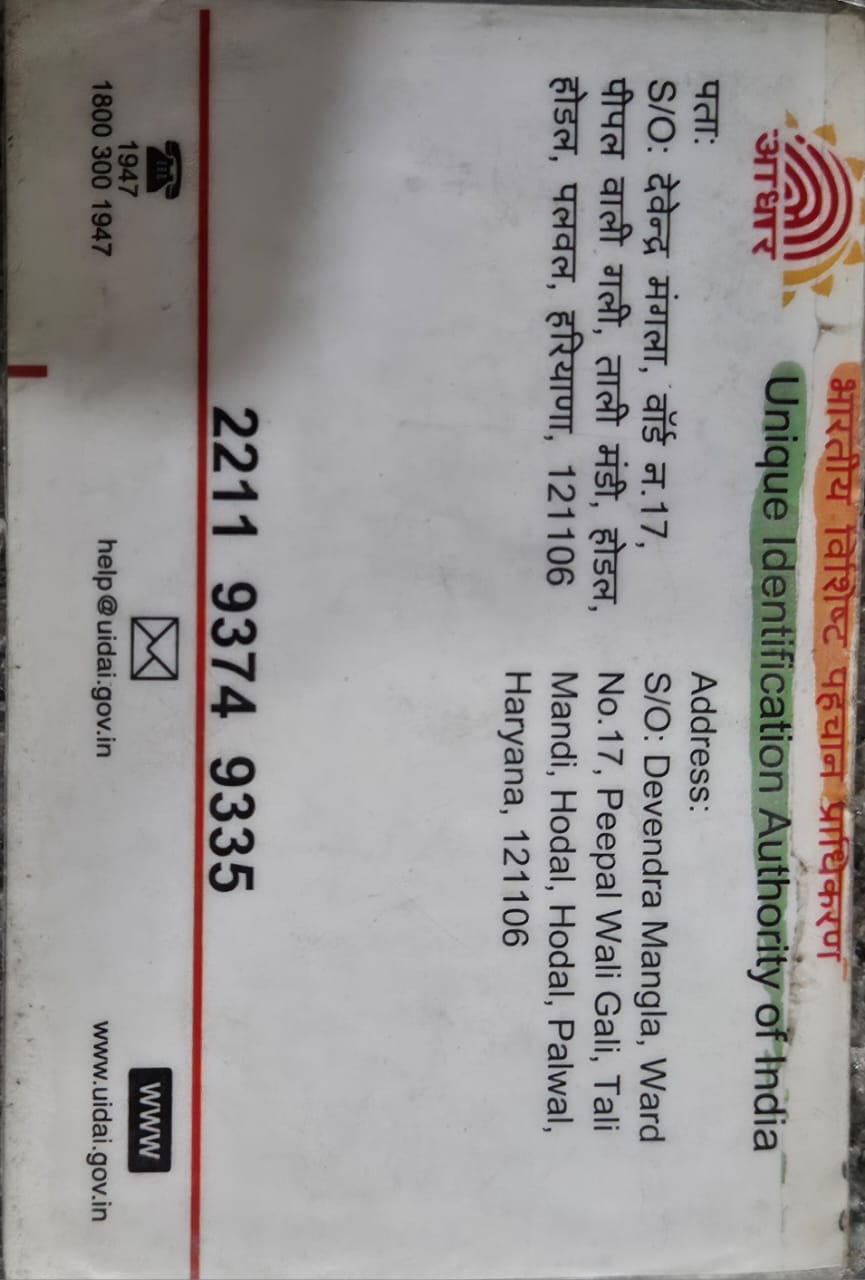 भारतीय विशिष्ट पहचान प्राधिकरण
Unique Identification Authority of India
आधार
पता:
S/O: देवेन्द्र मंगला, वॉर्ड न.17,
पीपल वाली गली, ताली मंडी, होडल,
होडल, पलवल, हरियाणा, 121106
Address:
S/O: Devendra Mangla, Ward
No.17, Peepal Wali Gali, Tali
Mandi, Hodal, Hodal, Palwal,
Haryana, 121106
2211 9374 9335
1947
1800 300 1947
help@uidai.gov.in
www
www.uidai.gov.in